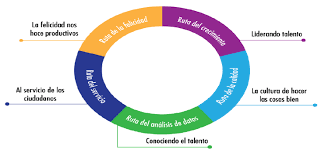 La felicidad nos
hace productivos
Ruta de la felicidad
Ruta del crecimiento
Liderando talento
Al servicio de los
ciudadanos
Ruta del servicio
Ruta de la calidad
La cultura de hacer
las cosas bien
Ruta del análisis de datos
Conociendo el talento